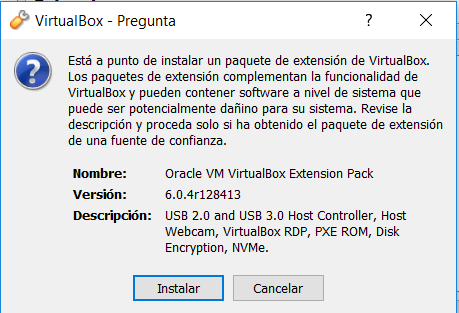 VirtualBox - Pregunta
Está a punto de instalar un paquete de extensión de VirtualBox.
Los paquetes de extensión complementan la funcionalidad de
VirtualBox y pueden contener software a nivel de sistema que
puede ser potencialmente dañino para su sistema. Revise la
descripción y proceda solo si ha obtenido el paquete de extensión
de una fuente de confianza.
Nombre: Oracle VM VirtualBox Extension Pack
Versión: 6.0.4r128413
Descripción: USB 2.0 and USB 3.0 Host Controller, Host
Webcam, VirtualBox RDP, PXE ROM, Disk
Encryption, NVMe.
Instalar Cancelar